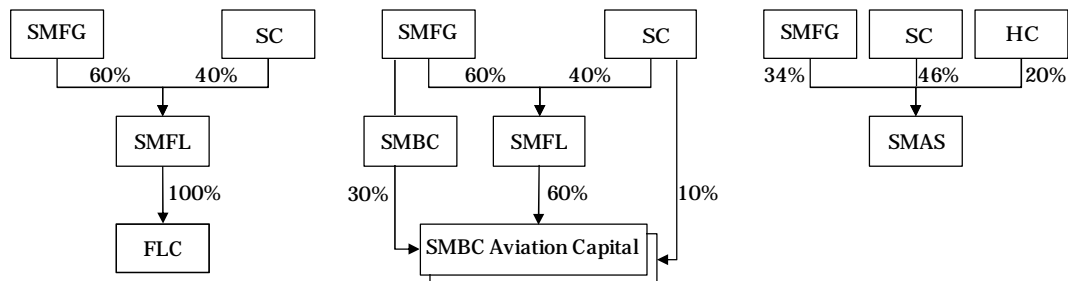 SMFG
SC
60%
40%
SMFL
100%
FLC
SMFG
SC
60%
40%
SMBC
SMFL
30%
60%
10%
SMBC Aviation Capital
SMFG
SC
HC
34%
46%
20%
SMAS